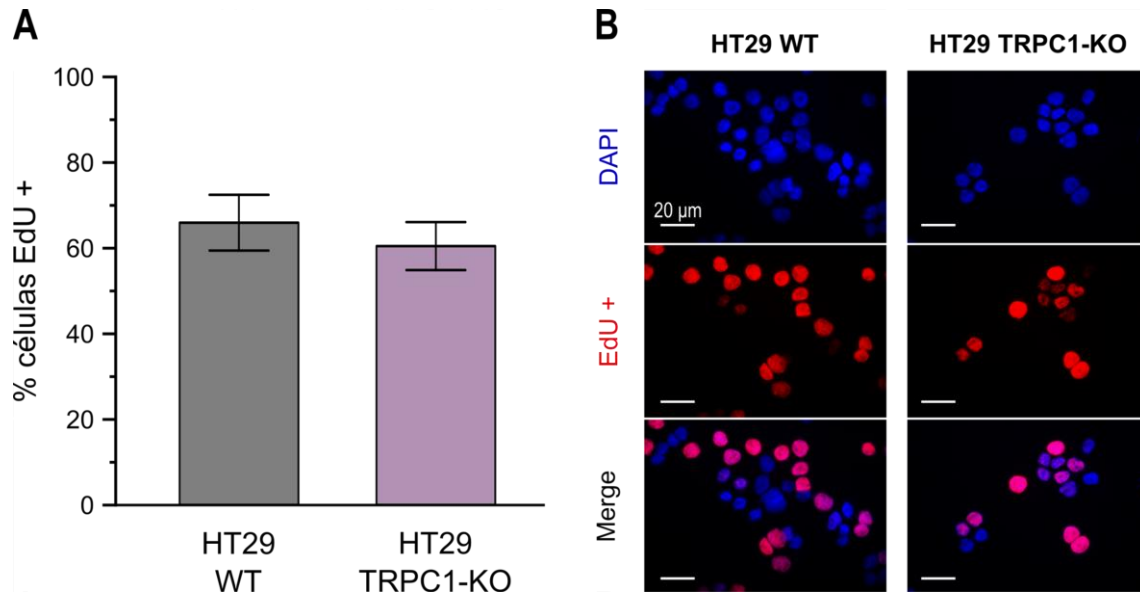 A
100
80
60
40
20
0
% células EdU +
HT29
WT
HT29
TRPC1-KO
B
HT29 WT
HT29 TRPC1-KO
DAPI
20 µm
EdU +
Merge